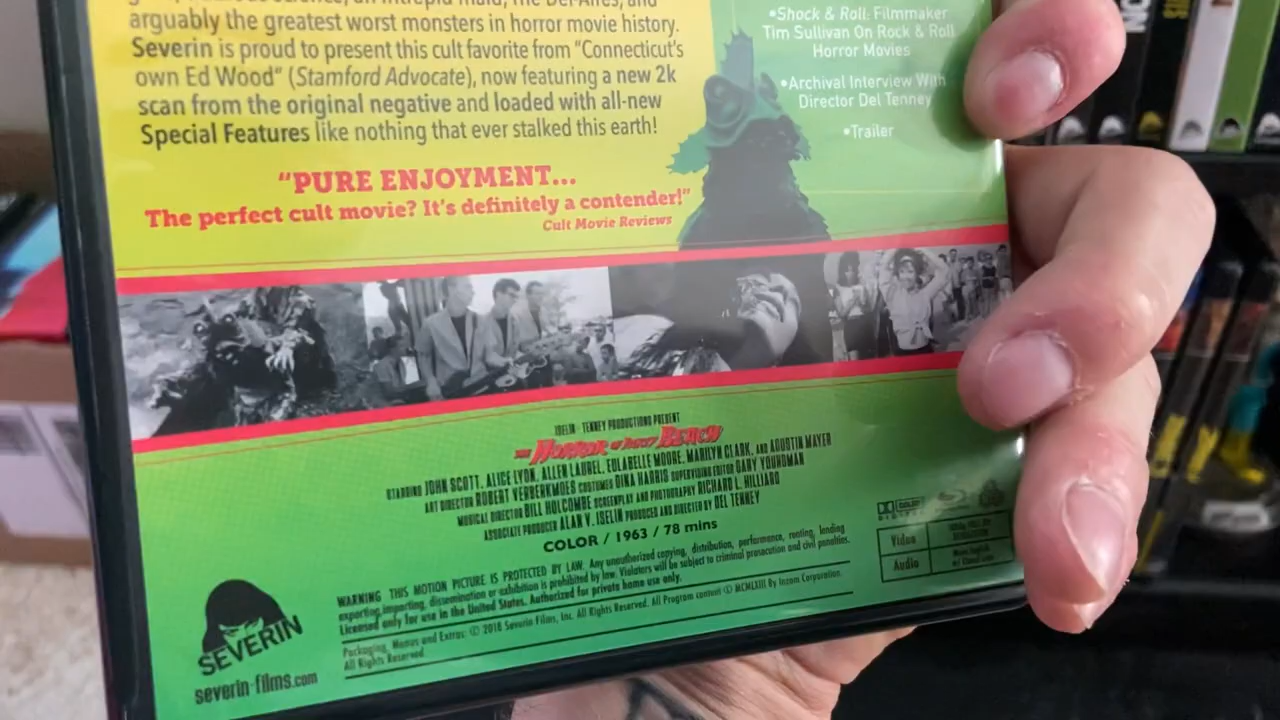 arguably the greatest worst monsters in horror movie history.
Severin is proud to present this cult favorite from "Connecticut's
own Ed Wood" (Stamford Advocate), now featuring a new 2k
scan from the original negative and loaded with all-new
Special Features like nothing that ever stalked this earth!
"PURE ENJOYMENT...
The perfect cult movie? It's definitely a contender!"
Cult Movie Reviews
•Shock & Roll: Filmmaker
Tim Sullivan On Rock & Roll
Horror Movies
•Archival Interview With
Director Del Tenney
•Trailer
ISELIN - TENNEY PRODUCTIONS PRESENT
THE HORROR OF PARTY BEACH
STARRING JOHN SCOTT, ALICE LYON, ALLEN LAUREL, EULABELLE MOORE, MARILYN CLARK, AND AGUSTIN MAYER
ART DIRECTOR ROBERT VERBERKMOES COSTUMES DINA HARRIS SUPERVISING EDITOR GARY YOUNGMAN
MUSICAL DIRECTOR BILL HOLCOMBE SCREENPLAY AND PHOTOGRAPHY RICHARD L. HILLIARD
ASSOCIATE PRODUCER ALAN V. ISELIN PRODUCED AND DIRECTED BY DEL TENNEY
COLOR / 1963 / 78 mins
WARNING THIS MOTION PICTURE IS PROTECTED BY LAW. Any unauthorized copying, distribution, performance, renting, lending
exporting, importing, dissemination or exhibition is prohibited by law. Violators will be subject to criminal prosecution and civil penalties.
Licensed only for use in the United States. Authorized for private home use only.
Packaging, Menus and Extras: © 2018 Severin Films, Inc. All Rights Reserved. All Program content © MCMLXIII By Inzom Corporation.
All Rights Reserved.
SEVERIN
severin-films.com
DOLBY
DIGITAL
Video
Audio